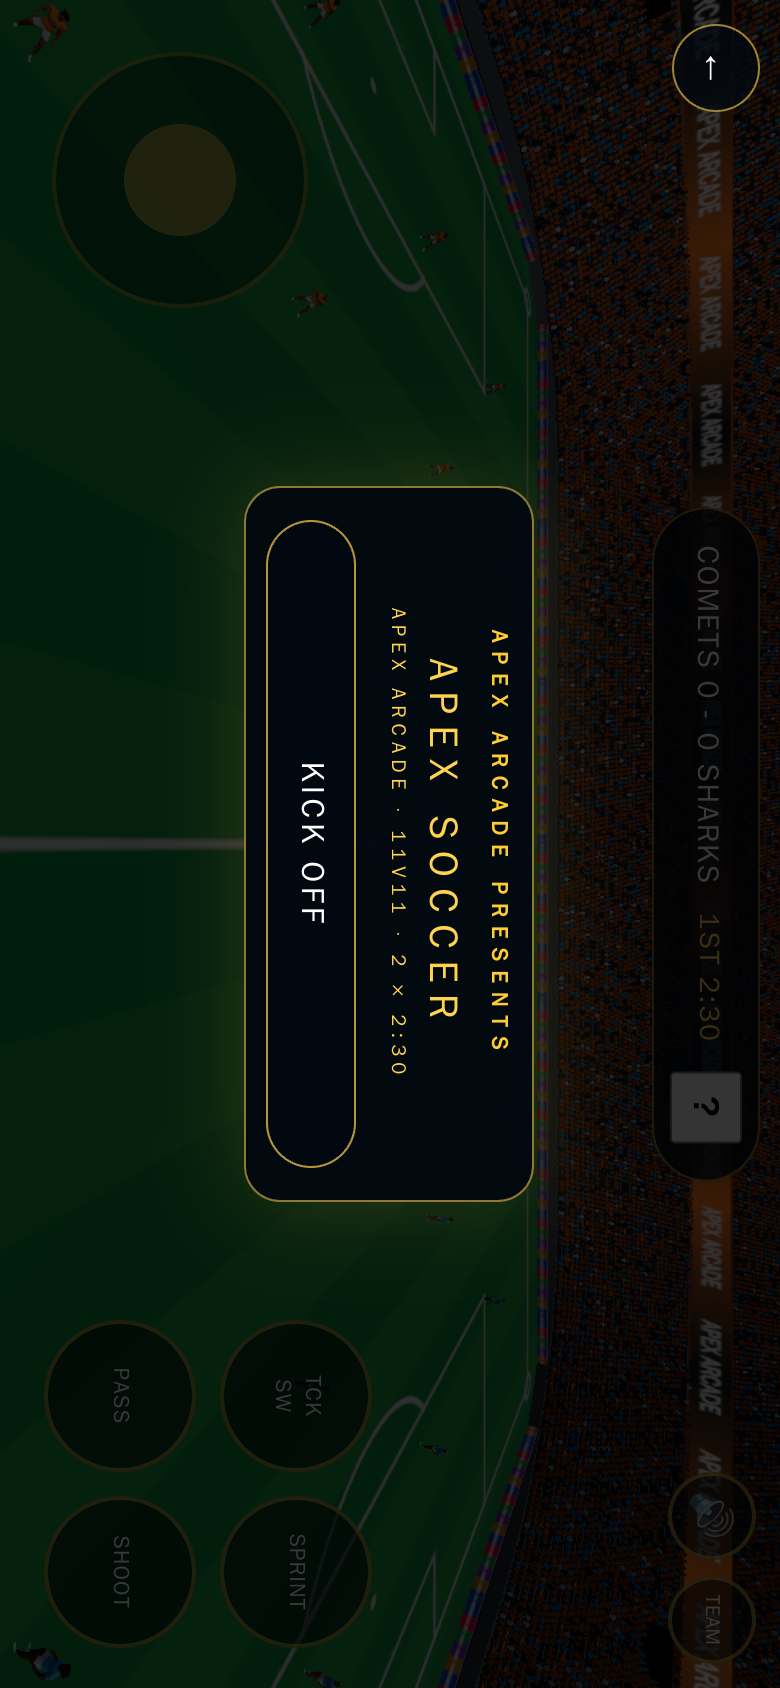 ←
COMETS 0 - 0 SHARKS 1ST 2:30 ?
APEX ARCADE
APEX ARCADE
APEX ARCADE
APEX ARCADE
APEX ARCADE
APEX ARCADE PRESENTS
APEX SOCCER
APEX ARCADE · 11V11 · 2 × 2:30
KICK OFF
TEAM
TCK
SW
SPRINT
PASS
SHOOT